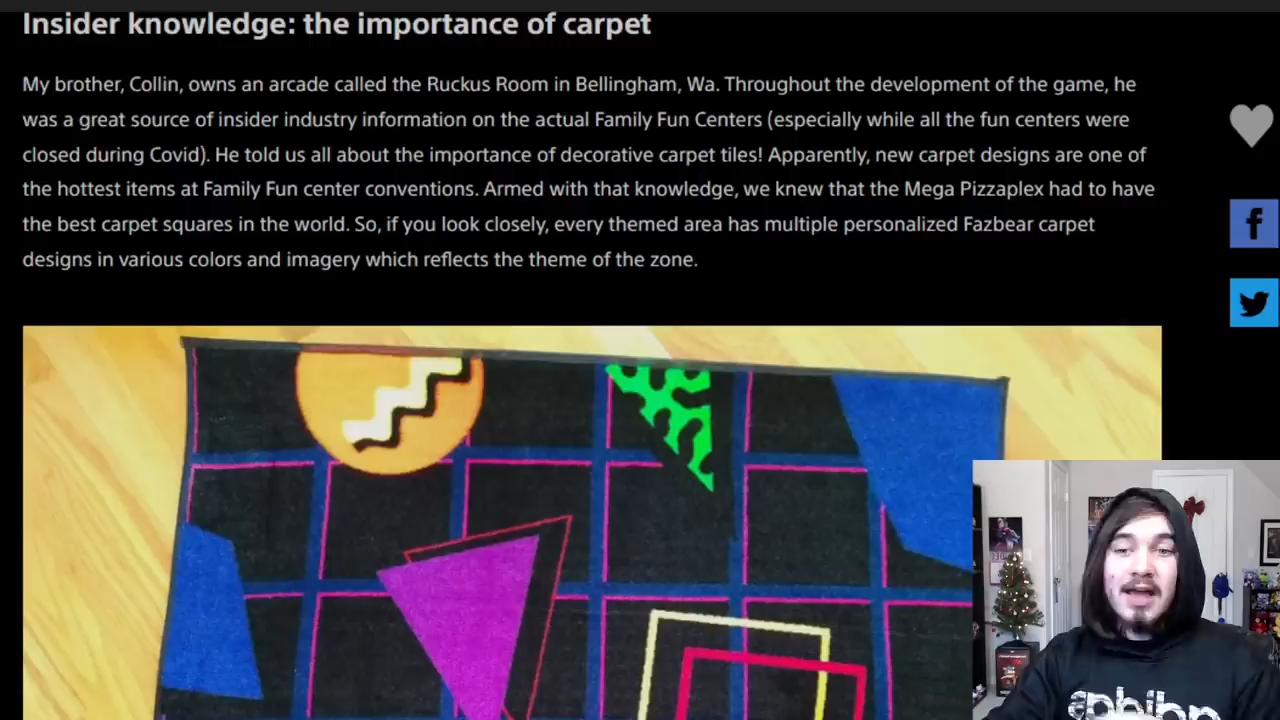 Insider knowledge: the importance of carpet
My brother, Collin, owns an arcade called the Ruckus Room in Bellingham, Wa. Throughout the development of the game, he
was a great source of insider industry information on the actual Family Fun Centers (especially while all the fun centers were
closed during Covid). He told us all about the importance of decorative carpet tiles! Apparently, new carpet designs are one of
the hottest items at Family Fun center conventions. Armed with that knowledge, we knew that the Mega Pizzaplex had to have
the best carpet squares in the world. So, if you look closely, every themed area has multiple personalized Fazbear carpet
designs in various colors and imagery which reflects the theme of the zone.